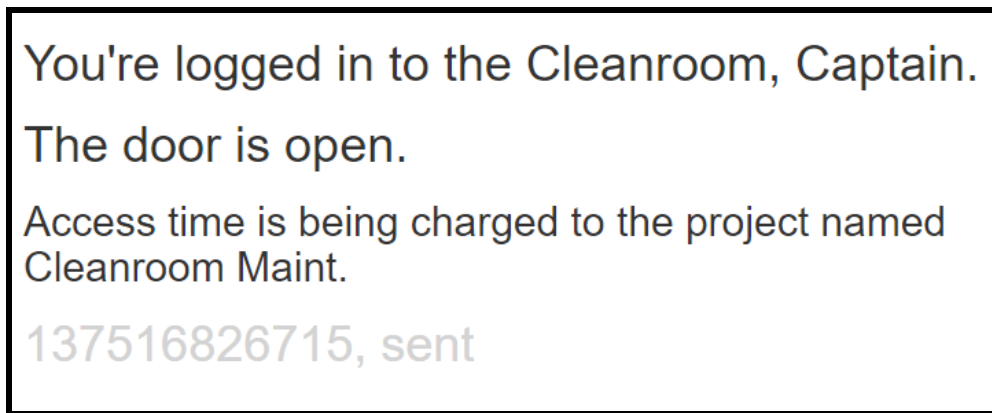 You're logged in to the Cleanroom, Captain.
The door is open.
Access time is being charged to the project named
Cleanroom Maint.
137516826715, sent